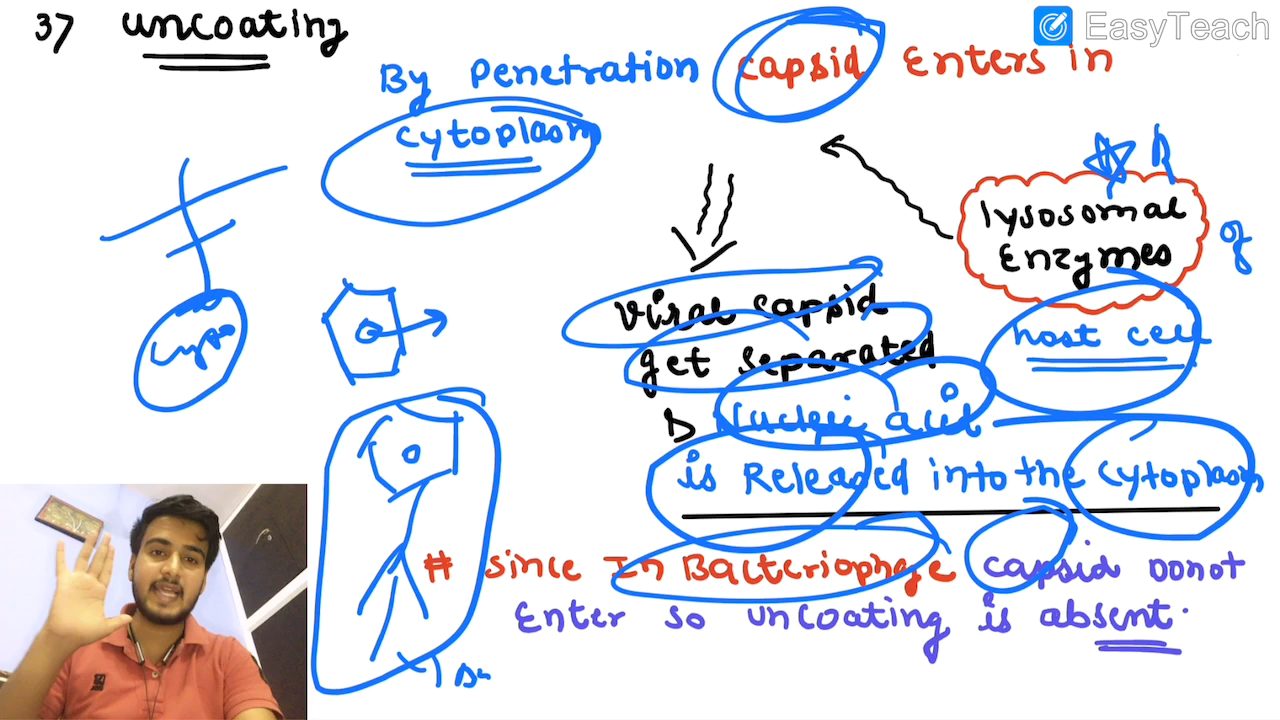 37 uncoating
EasyTeach
By Penetration capsid Enters in
cytoplasm
lysosomal
Enzymes
of
host cell
viral capsid
get separated
Nucleic acid
is Released into the cytoplasm
# since In Bacteriophage capsid Donot
Enter so uncoating is absent.